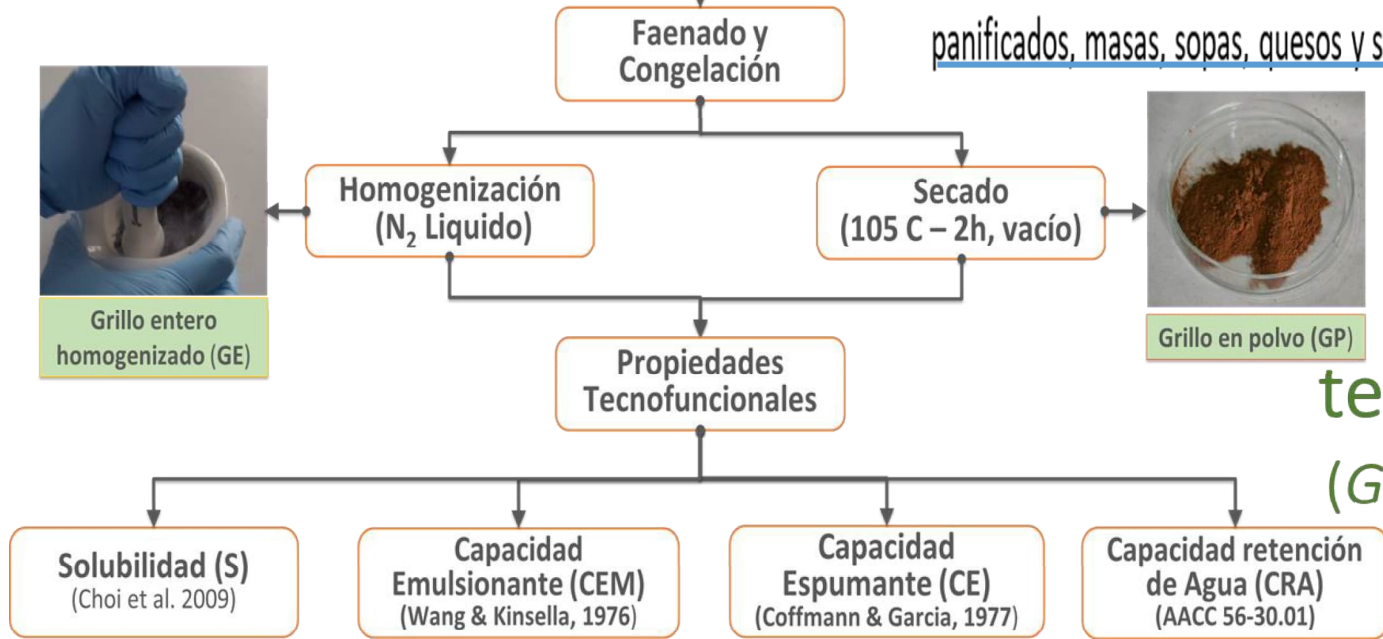 Faenado y
Congelación
panificados, masas, sopas, quesos y s
Homogenización
(N₂ Liquido)
Secado
(105 C – 2h, vacío)
Grillo entero
homogenizado (GE)
Grillo en polvo (GP)
Propiedades
Tecnofuncionales
te
(G
Solubilidad (S)
(Choi et al. 2009)
Capacidad
Emulsionante (CEM)
(Wang & Kinsella, 1976)
Capacidad
Espumante (CE)
(Coffmann & Garcia, 1977)
Capacidad retención
de Agua (CRA)
(AACC 56-30.01)